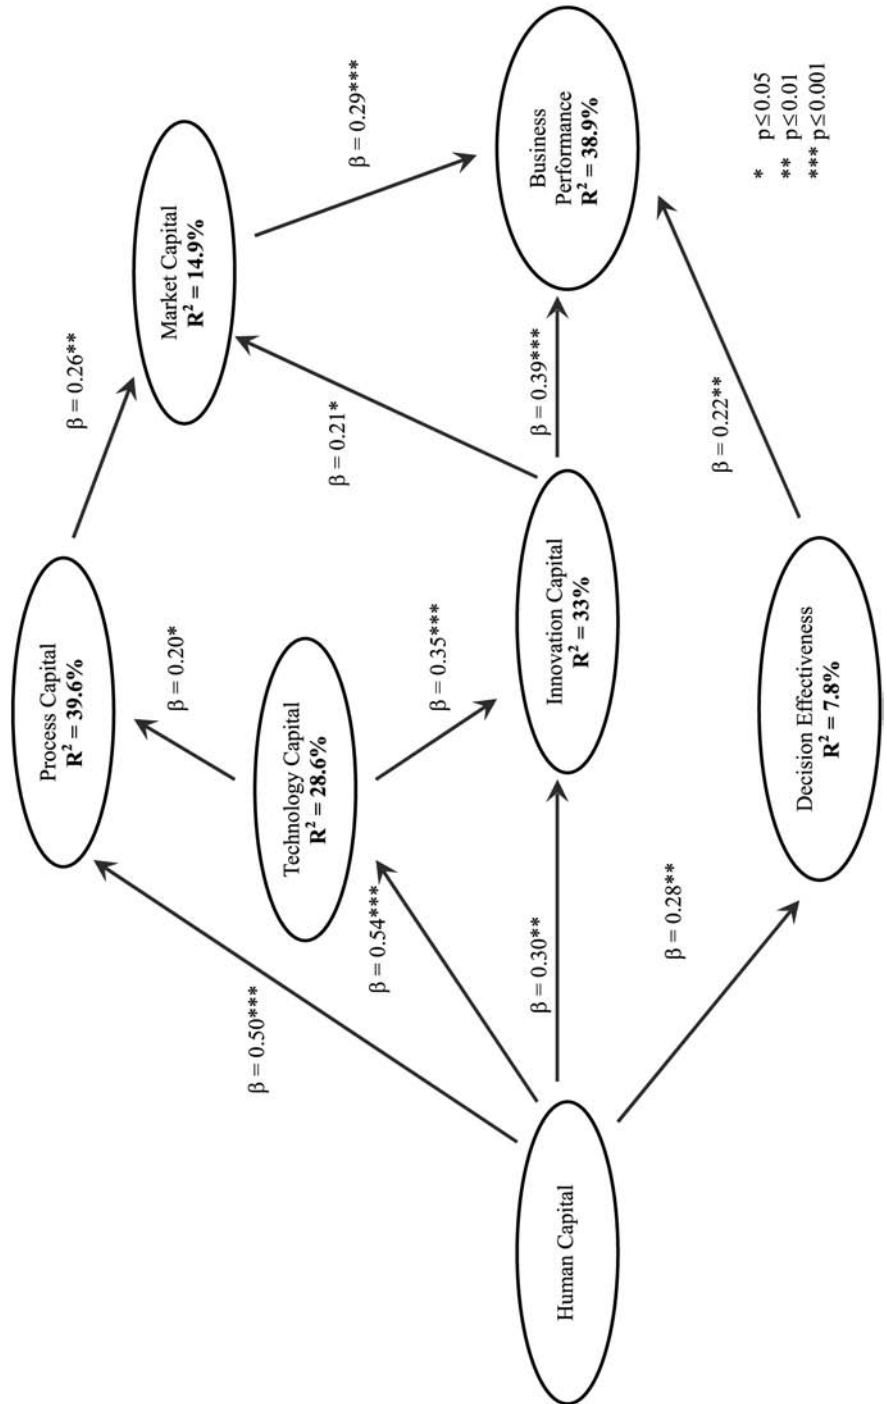 Human Capital
β = 0.50***
β = 0.54***
β = 0.30**
β = 0.28**
Process Capital
R² = 39.6%
Technology Capital
R² = 28.6%
β = 0.20*
β = 0.35***
Innovation Capital
R² = 33%
Decision Effectiveness
R² = 7.8%
β = 0.26**
β = 0.21*
β = 0.39***
β = 0.22**
Market Capital
R² = 14.9%
β = 0.29***
Business
Performance
R² = 38.9%
* p≤0.05
** p≤0.01
*** p≤0.001